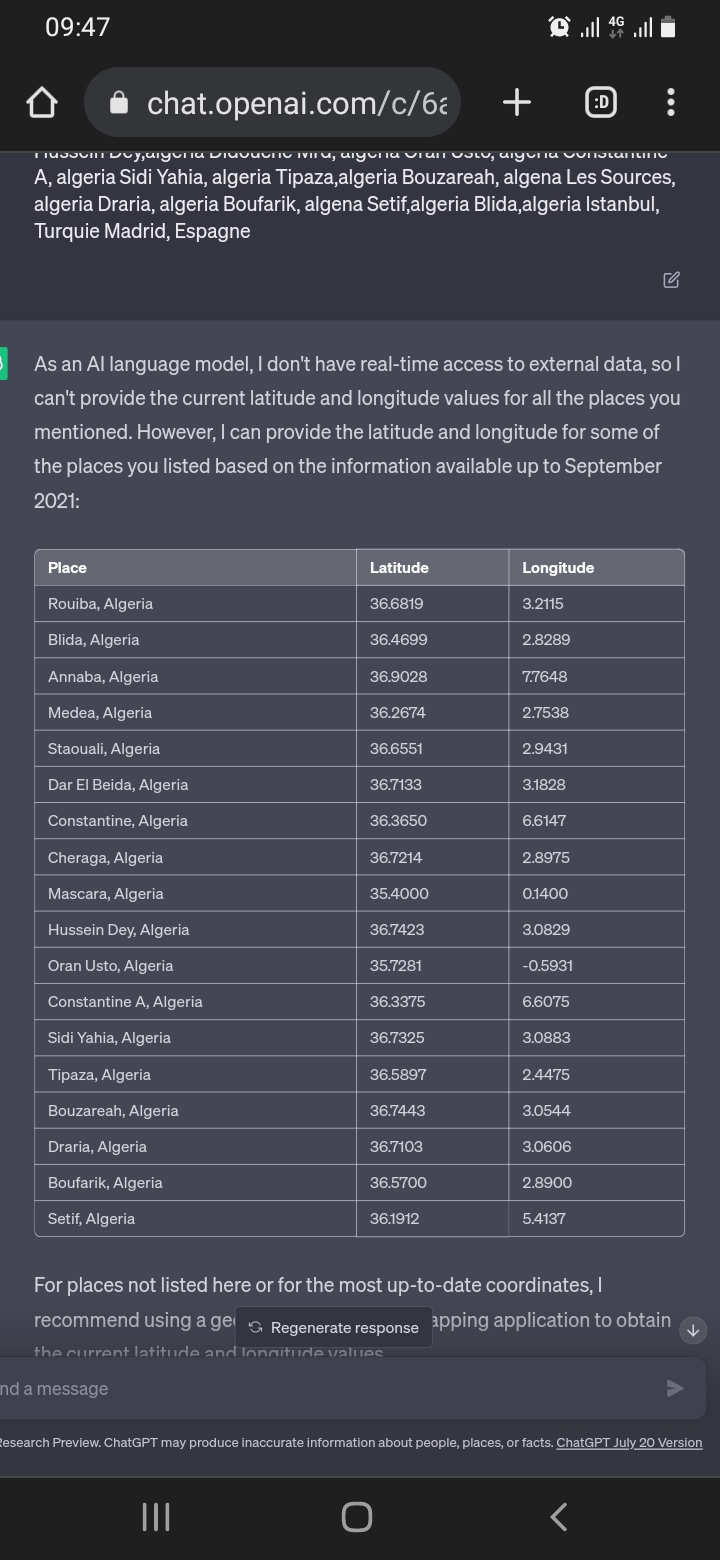 09:47
4G
chat.openai.com/c/6a
:D
Hussein Dey,algeria Didouche Mrd, algeria Oran Usto, algeria Constantine
A, algeria Sidi Yahia, algeria Tipaza,algeria Bouzareah, algena Les Sources,
algeria Draria, algeria Boufarik, algena Setif,algeria Blida,algeria Istanbul,
Turquie Madrid, Espagne
As an AI language model, I don't have real-time access to external data, so I
can't provide the current latitude and longitude values for all the places you
mentioned. However, I can provide the latitude and longitude for some of
the places you listed based on the information available up to September
2021:
Place Latitude Longitude
Rouiba, Algeria 36.6819 3.2115
Blida, Algeria 36.4699 2.8289
Annaba, Algeria 36.9028 7.7648
Medea, Algeria 36.2674 2.7538
Staouali, Algeria 36.6551 2.9431
Dar El Beida, Algeria 36.7133 3.1828
Constantine, Algeria 36.3650 6.6147
Cheraga, Algeria 36.7214 2.8975
Mascara, Algeria 35.4000 0.1400
Hussein Dey, Algeria 36.7423 3.0829
Oran Usto, Algeria 35.7281 -0.5931
Constantine A, Algeria 36.3375 6.6075
Sidi Yahia, Algeria 36.7325 3.0883
Tipaza, Algeria 36.5897 2.4475
Bouzareah, Algeria 36.7443 3.0544
Draria, Algeria 36.7103 3.0606
Boufarik, Algeria 36.5700 2.8900
Setif, Algeria 36.1912 5.4137
For places not listed here or for the most up-to-date coordinates, I
recommend using a ge apping application to obtain
Regenerate response
the current latitude and longitude values
nd a message
Research Preview. ChatGPT may produce inaccurate information about people, places, or facts. ChatGPT July 20 Version